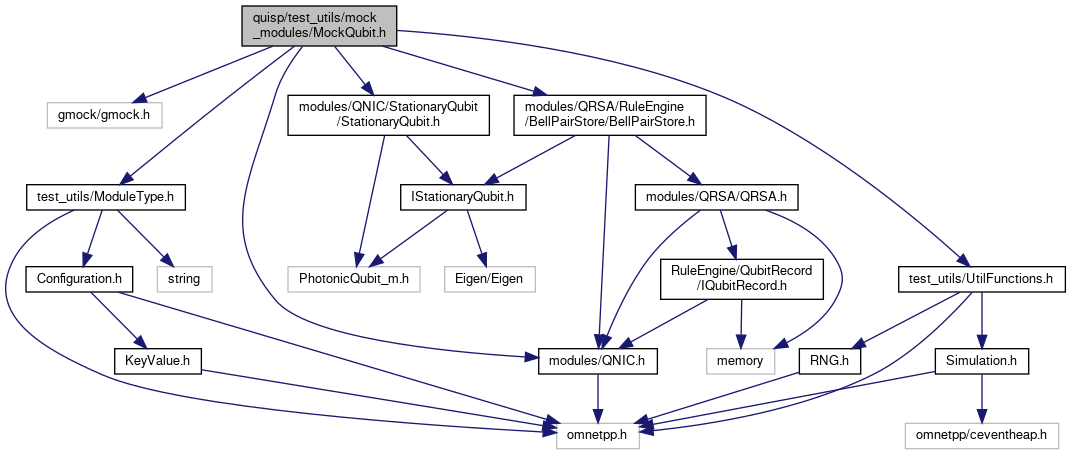 quisp/test_utils/mock
_modules/MockQubit.h
gmock/gmock.h
modules/QNIC/StationaryQubit
/StationaryQubit.h
modules/QRSA/RuleEngine
/BellPairStore/BellPairStore.h
test_utils/ModuleType.h
IStationaryQubit.h
modules/QRSA/QRSA.h
Configuration.h
string
PhotonicQubit_m.h
Eigen/Eigen
RuleEngine/QubitRecord
/IQubitRecord.h
test_utils/UtilFunctions.h
KeyValue.h
modules/QNIC.h
memory
RNG.h
Simulation.h
omnetpp.h
omnetpp/ceventheap.h